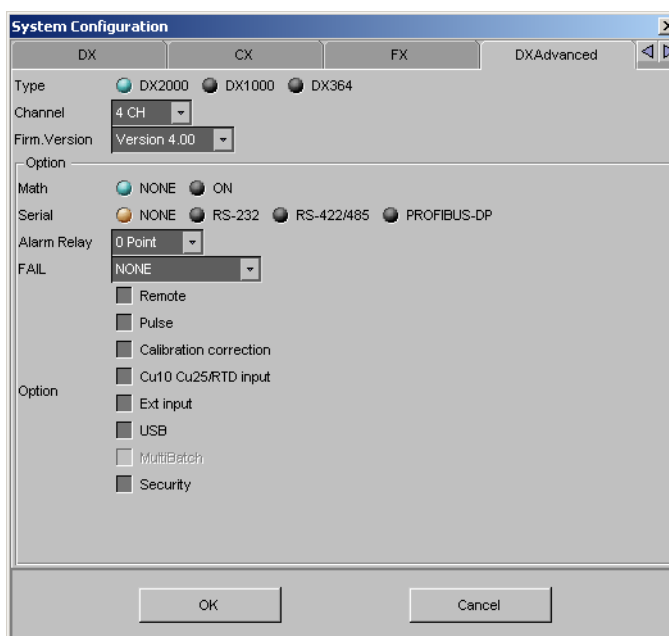 System Configuration
DX CX FX DXAdvanced
Type DX2000 DX1000 DX364
Channel 4 CH
Firm.Version Version 4.00
Option
Math NONE ON
Serial NONE RS-232 RS-422/485 PROFIBUS-DP
Alarm Relay 0 Point
FAIL NONE
Remote
Pulse
Calibration correction
Cu10 Cu25/RTD input
Option
Ext input
USB
MultiBatch
Security
OK Cancel